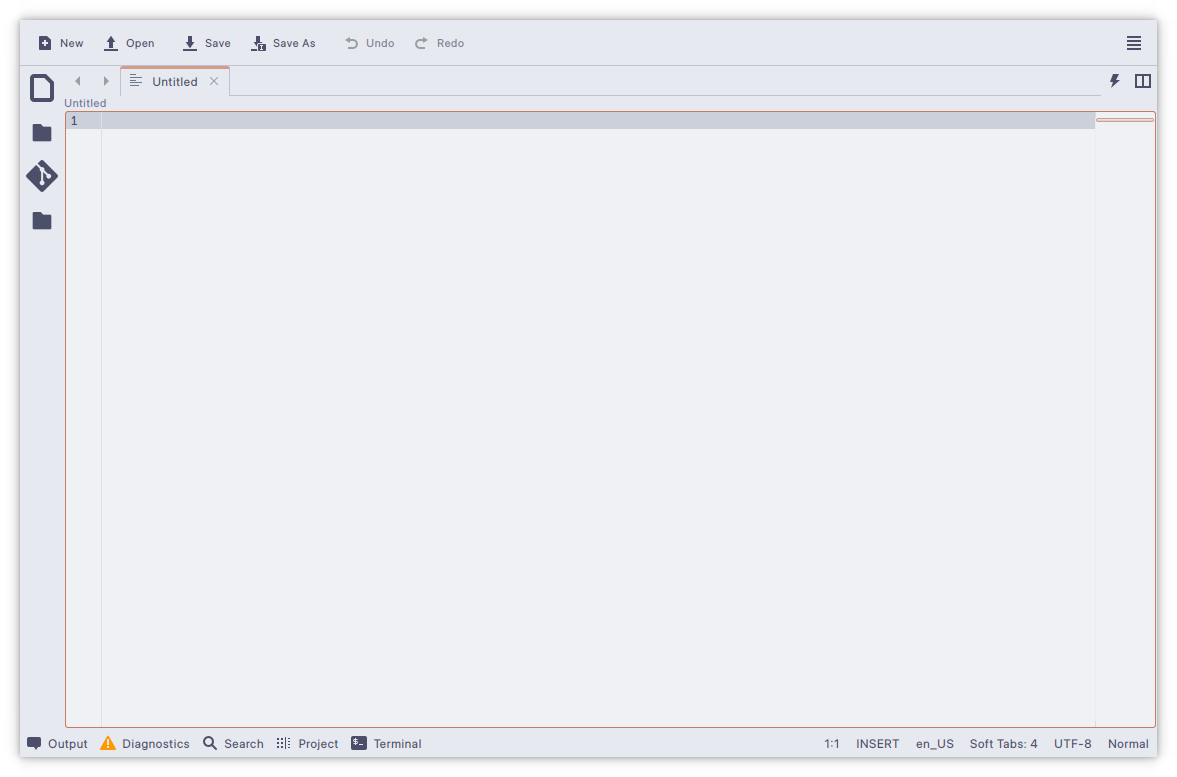 New Open Save Save As Undo Redo
Untitled
Untitled
1
Output Diagnostics Search Project $_ Terminal 1:1 INSERT en_US Soft Tabs: 4 UTF-8 Normal